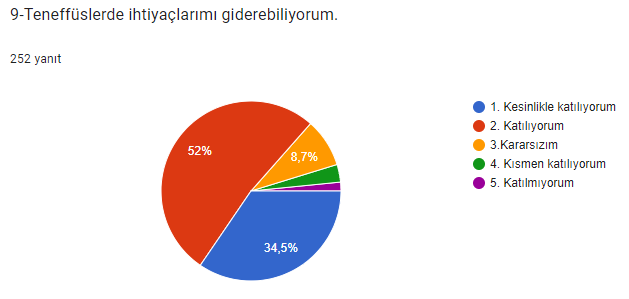 9-Teneffüslerde ihtiyaçlarımı giderebiliyorum.
252 yanıt
52%
8,7%
34,5%
1. Kesinlikle katılıyorum
2. Katılıyorum
3.Kararsızım
4. Kısmen katılıyorum
5. Katılmıyorum